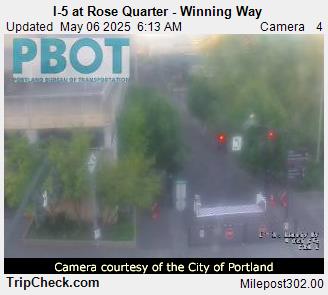 I-5 at Rose Quarter - Winning Way
Updated May 06 2025 6:13 AM Camera 4
PBOT
PORTLAND BUREAU OF TRANSPORTATION
Camera courtesy of the City of Portland
TripCheck.com Milepost302.00